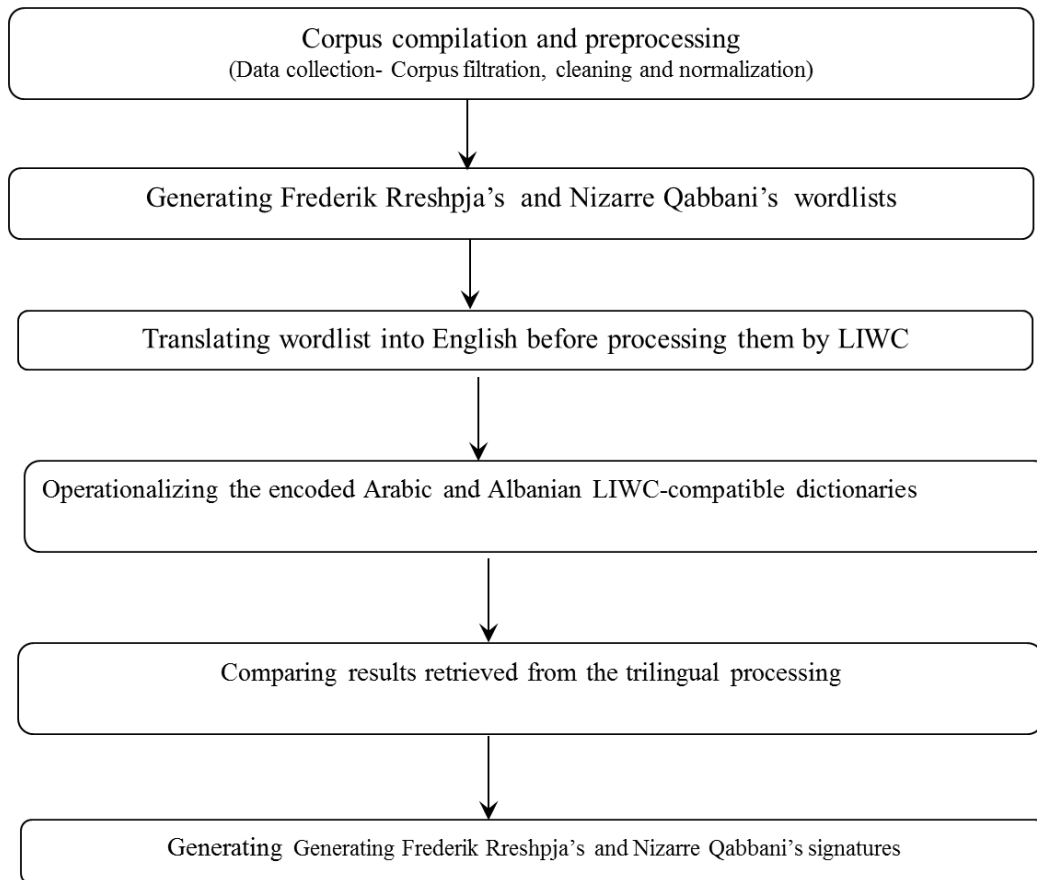 Corpus compilation and preprocessing
(Data collection- Corpus filtration, cleaning and normalization)
Generating Frederik Rreshpja’s and Nizarre Qabbani’s wordlists
Translating wordlist into English before processing them by LIWC
Operationalizing the encoded Arabic and Albanian LIWC-compatible dictionaries
Comparing results retrieved from the trilingual processing
Generating Generating Frederik Rreshpja’s and Nizarre Qabbani’s signatures